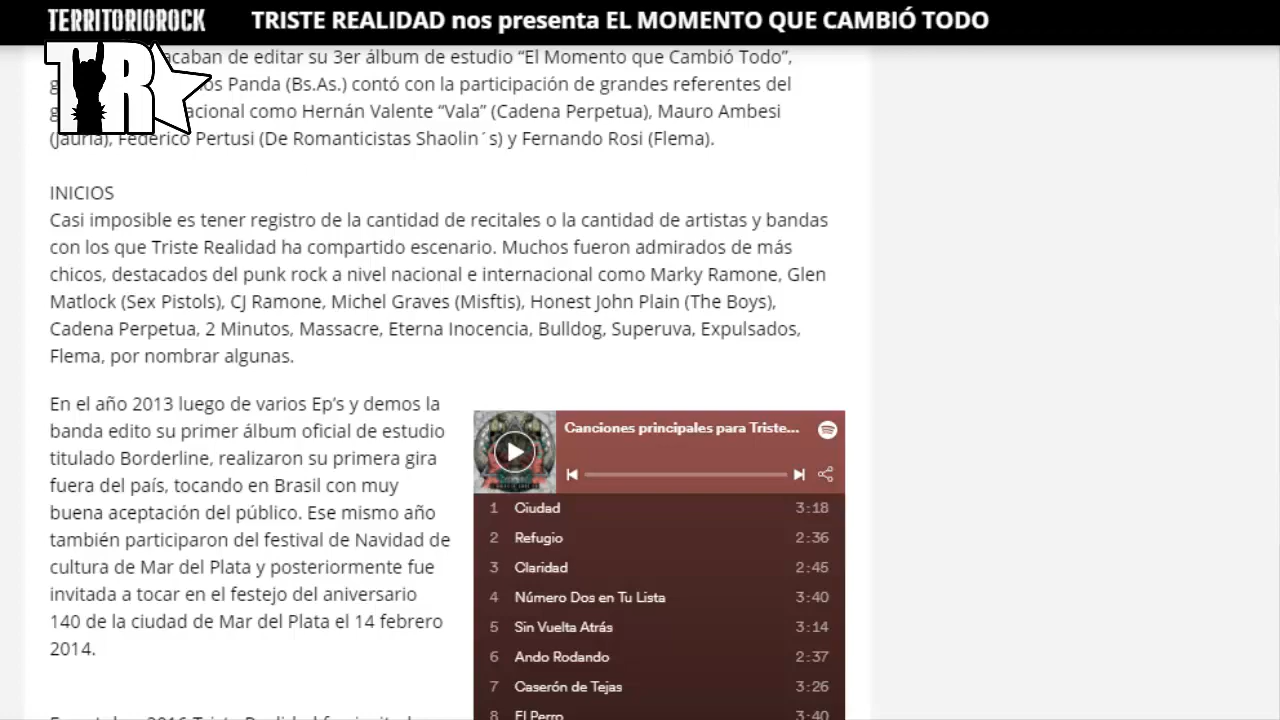 TERRITORIOROCK
TRISTE REALIDAD nos presenta EL MOMENTO QUE CAMBIÓ TODO
TR
acaban de editar su 3er álbum de estudio “El Momento que Cambió Todo”,
os Panda (Bs.As.) contó con la participación de grandes referentes del
acional como Hernán Valente “Vala” (Cadena Perpetua), Mauro Ambesi
(Jauría), Federico Pertusi (De Romanticistas Shaolin´s) y Fernando Rosi (Flema).
INICIOS
Casi imposible es tener registro de la cantidad de recitales o la cantidad de artistas y bandas
con los que Triste Realidad ha compartido escenario. Muchos fueron admirados de más
chicos, destacados del punk rock a nivel nacional e internacional como Marky Ramone, Glen
Matlock (Sex Pistols), CJ Ramone, Michel Graves (Misftis), Honest John Plain (The Boys),
Cadena Perpetua, 2 Minutos, Massacre, Eterna Inocencia, Bulldog, Superuva, Expulsados,
Flema, por nombrar algunas.
En el año 2013 luego de varios Ep’s y demos la
banda edito su primer álbum oficial de estudio
titulado Borderline, realizaron su primera gira
fuera del país, tocando en Brasil con muy
buena aceptación del público. Ese mismo año
también participaron del festival de Navidad de
cultura de Mar del Plata y posteriormente fue
invitada a tocar en el festejo del aniversario
140 de la ciudad de Mar del Plata el 14 febrero
2014.
Canciones principales para Triste...
1 Ciudad 3:18
2 Refugio 2:36
3 Claridad 2:45
4 Número Dos en Tu Lista 3:40
5 Sin Vuelta Atrás 3:14
6 Ando Rodando 2:37
7 Caserón de Tejas 3:26
8 El Perro 3:40